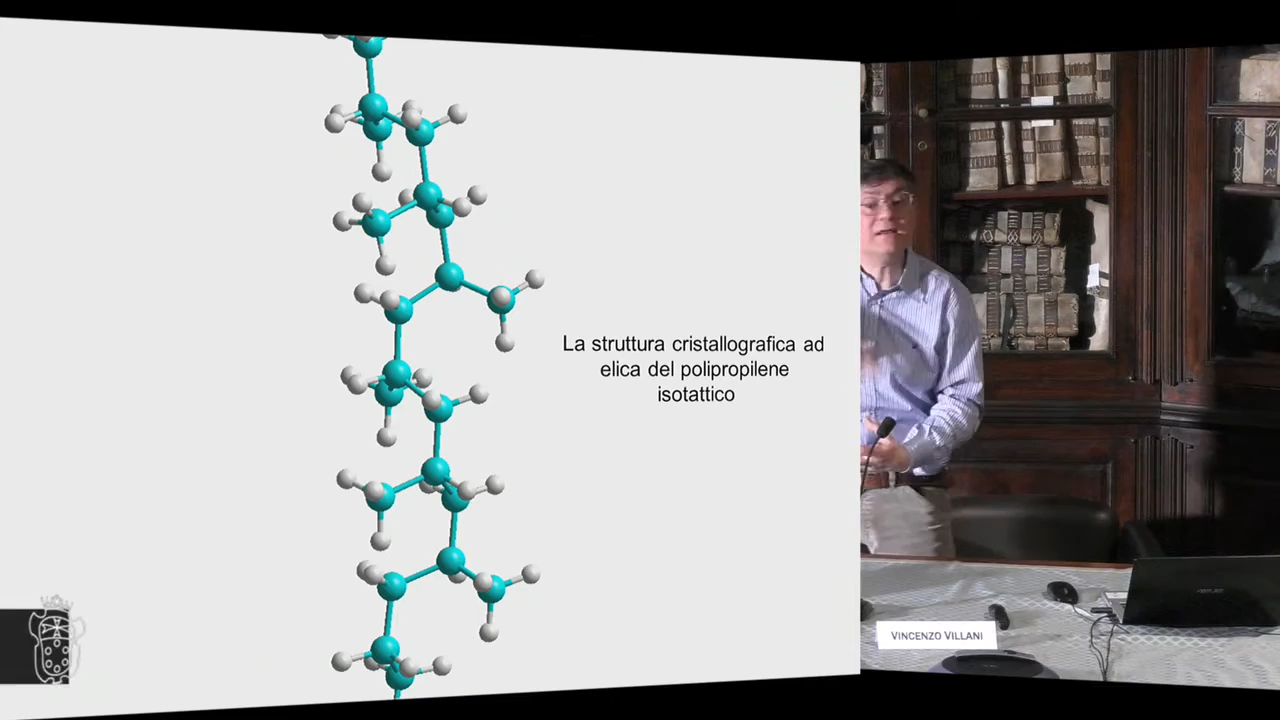 La struttura cristallografica ad
elica del polipropilene
isotattico
VINCENZO VILLANI